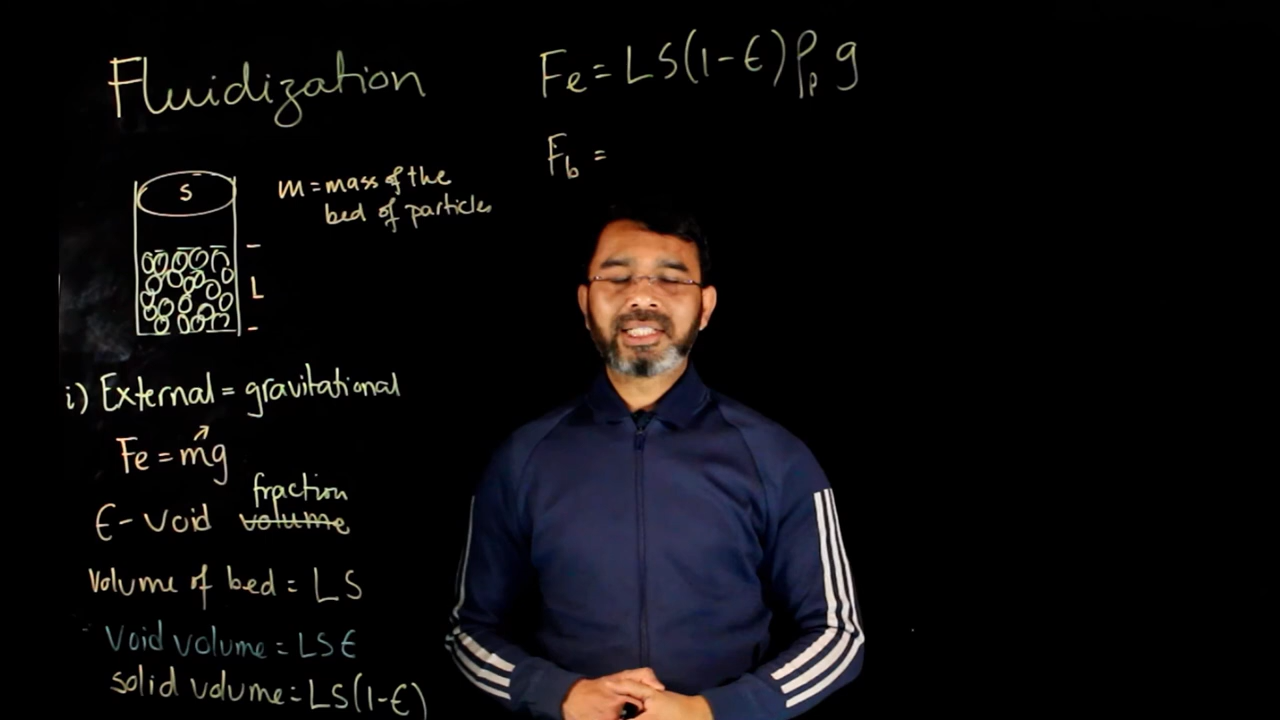 Fluidization
S
m = mass of the
bed of particles
L
i) External = gravitational
Fe = mg
fraction
ϵ - void volume
Volume of bed = LS
Void volume = LSϵ
solid volume = LS(1-ϵ)
Fe = LS(1-ϵ)ρp g
Fb =